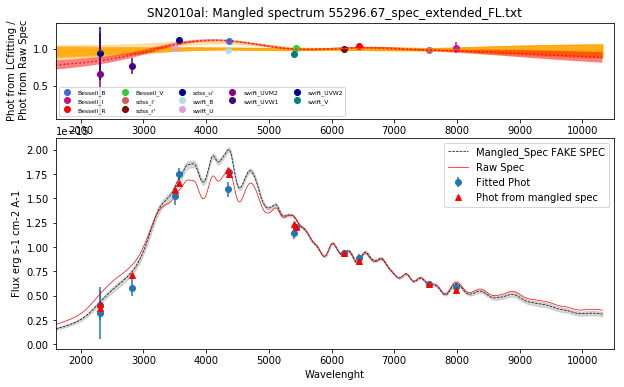 SN2010al: Mangled spectrum 55296.67_spec_extended_FL.txt
Phot from LCfitting /
Phot from Raw Spec
1.0
0.5
Bessell_B
Bessell_I
Bessell_R
Bessell_V
sdss_i'
sdss_r'
sdss_u'
swift_B
swift_U
swift_UVM2
swift_UVW1
swift_UVW2
swift_V
2000 3000 4000 5000 6000 7000 8000 9000 10000
Flux erg s-1 cm-2 A-1
2.00
1.75
1.50
1.25
1.00
0.75
0.50
0.25
0.00
Mangled_Spec FAKE SPEC
Raw Spec
Fitted Phot
Phot from mangled spec
2000 3000 4000 5000 6000 7000 8000 9000 10000
Wavelenght